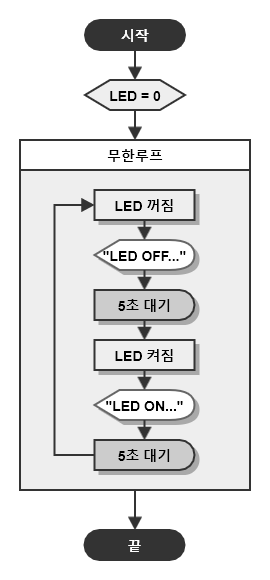 시작
LED = 0
무한루프
LED 꺼짐
"LED OFF..."
5초 대기
LED 켜짐
"LED ON..."
5초 대기
끝